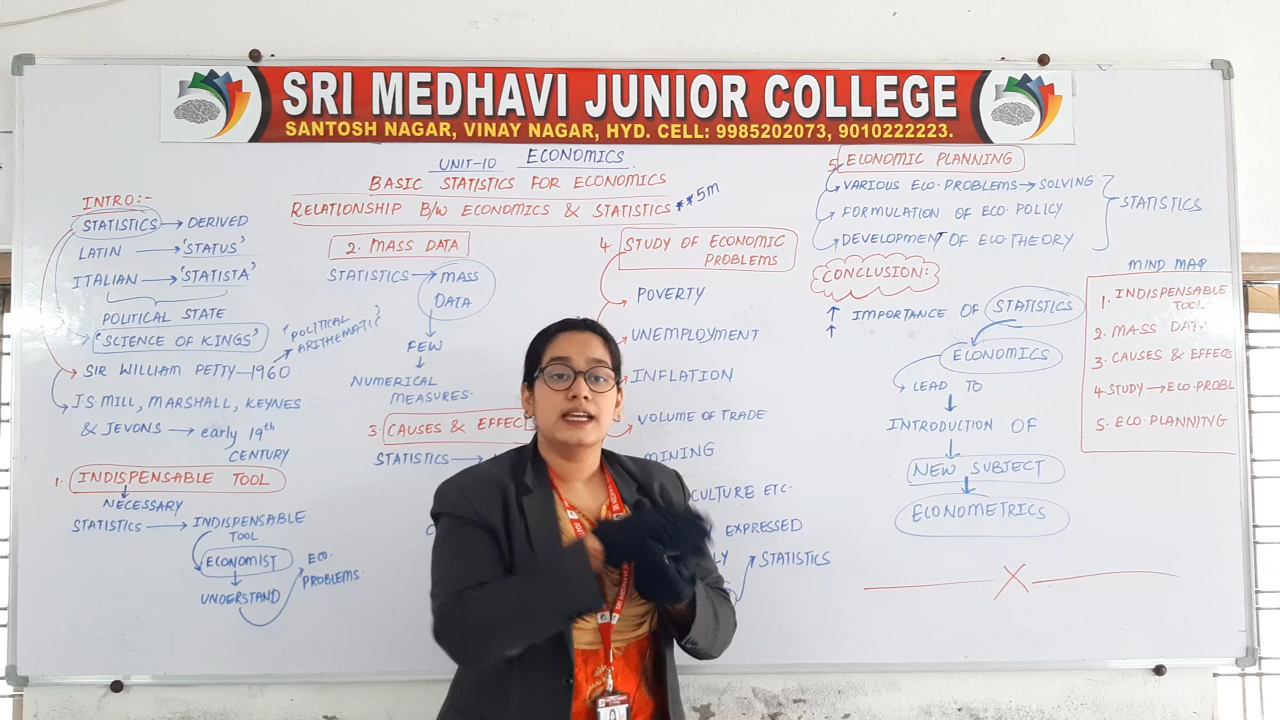 SRI MEDHAVI JUNIOR COLLEGE
SANTOSH NAGAR, VINAY NAGAR, HYD. CELL: 9985202073, 9010222223.
UNIT-10 ECONOMICS
BASIC STATISTICS FOR ECONOMICS
RELATIONSHIP B/W ECONOMICS & STATISTICS **5M
INTRO:-
STATISTICS → DERIVED
LATIN → 'STATUS'
ITALIAN → 'STATISTA'
POLITICAL STATE
'SCIENCE OF KINGS'
'POLITICAL
ARITHEMATIC'
SIR WILLIAM PETTY-1960
J.S. MILL, MARSHALL, KEYNES
& JEVONS → early 19th
CENTURY
1. INDISPENSABLE TOOL
NECESSARY
STATISTICS → INDISPENSABLE
TOOL
ECONOMIST
UNDERSTAND
ECO.
PROBLEMS.
2. MASS DATA
STATISTICS → MASS
DATA
FEW
NUMERICAL
MEASURES.
3. CAUSES & EFFEC
STATISTICS →
4. STUDY OF ECONOMIC
PROBLEMS
POVERTY
UNEMPLOYMENT
INFLATION
VOLUME OF TRADE
MINING
CULTURE ETC.
EXPRESSED
LY
STATISTICS
5. ECONOMIC PLANNING
VARIOUS ECO. PROBLEMS → SOLVING
FORMULATION OF ECO. POLICY
DEVELOPMENT OF ECO. THEORY
STATISTICS
CONCLUSION:
↑ IMPORTANCE OF STATISTICS
↑
ECONOMICS
LEAD TO
↓
INTRODUCTION OF
↓
NEW SUBJECT
↓
ECONOMETRICS
X
MIND MAP
1. INDISPENSABLE
TOOL
2. MASS DATA
3. CAUSES & EFFECS
4 STUDY → ECO. PROBL
5. ECO. PLANNING
SRI MEDHAVI